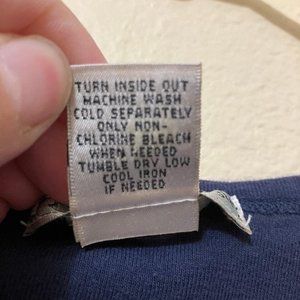 TURN INSIDE OUT
MACHINE WASH
COLD SEPARATELY
ONLY NON-
CHLORINE BLEACH
WHEN NEEDED
TUMBLE DRY LOW
COOL IRON
IF NEEDED